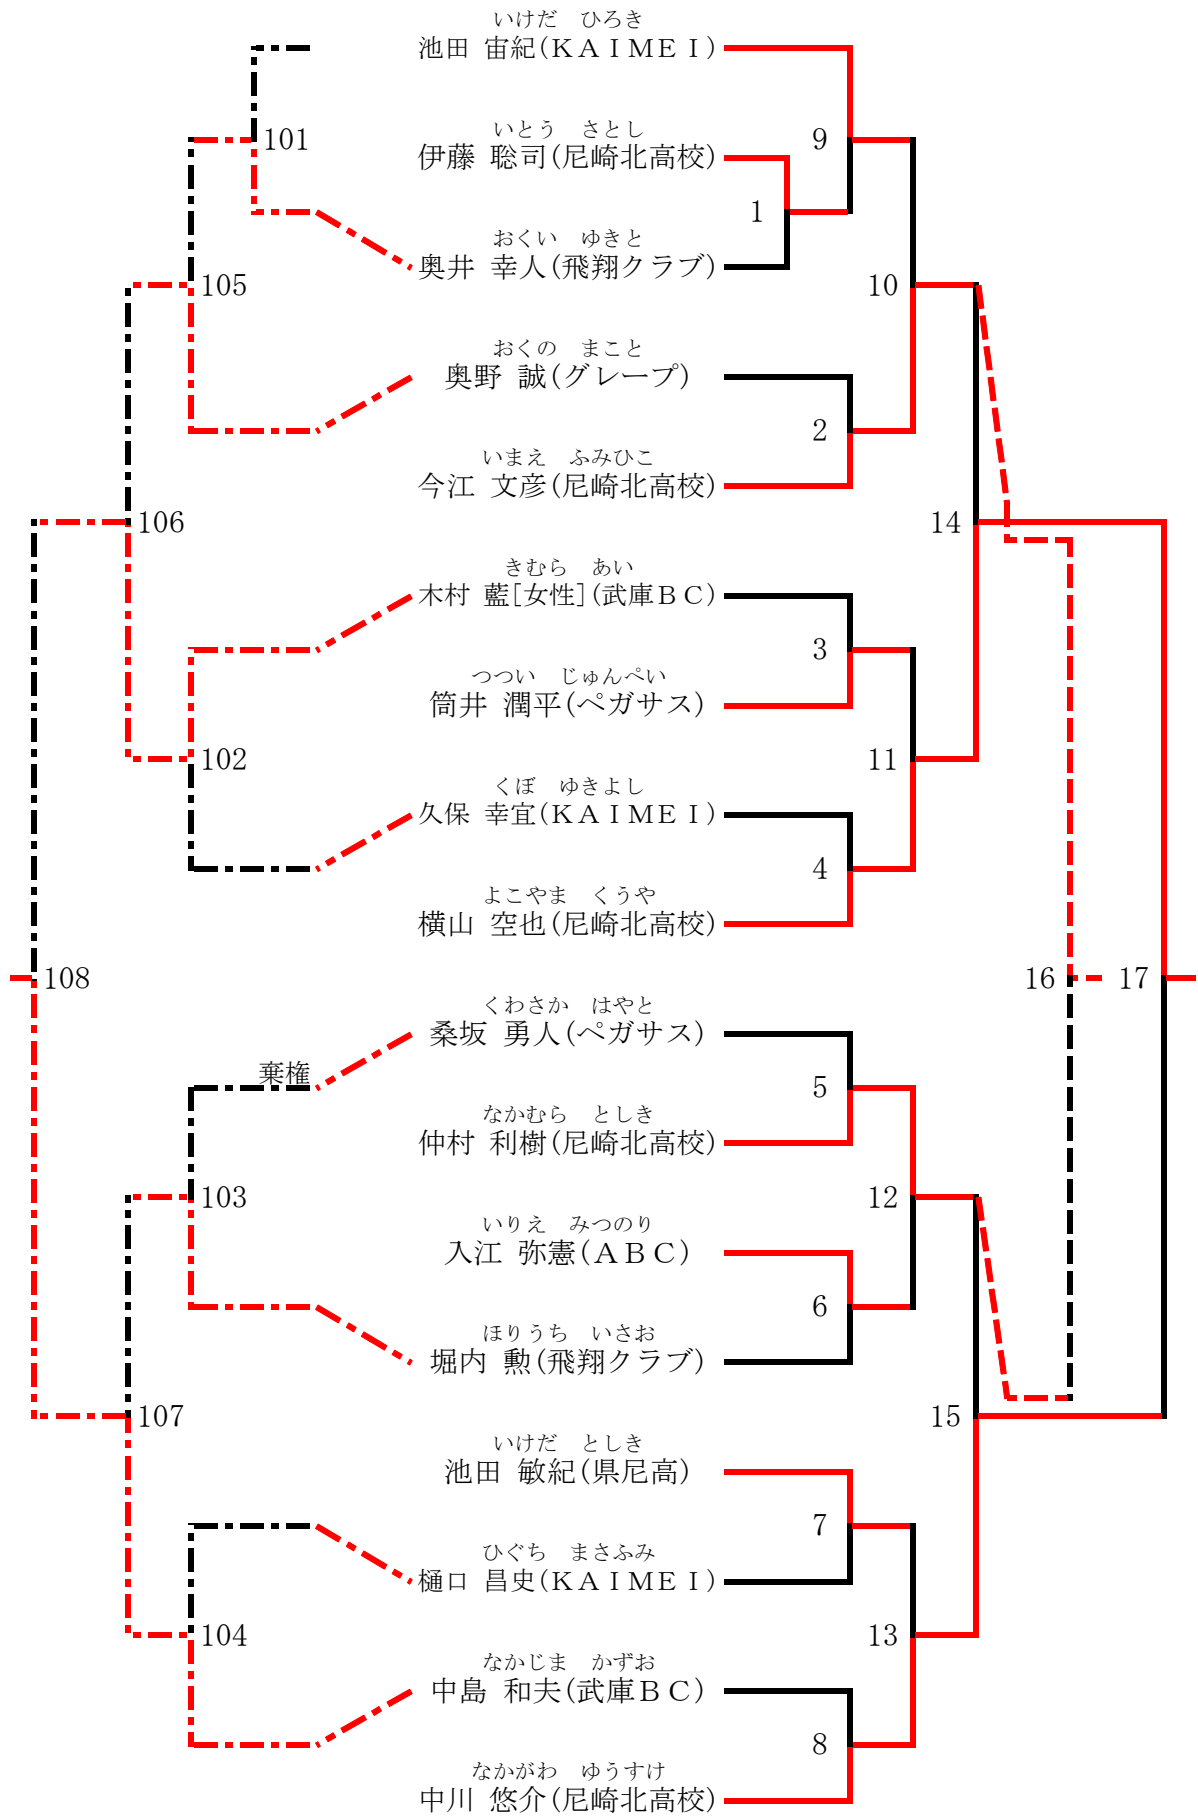 いけだ　ひろき
池田 宙紀(ＫＡＩＭＥＩ)
101
いとう　さとし
9
伊藤 聡司(尼崎北高校)
1
おくい　ゆきと
奥井 幸人(飛翔クラブ)
105
10
おくの　まこと
奥野 誠(グレープ)
2
いまえ　ふみひこ
今江 文彦(尼崎北高校)
106
14
きむら　あい
木村 藍[女性](武庫ＢＣ)
3
つつい　じゅんぺい
筒井 潤平(ペガサス)
102
11
くぼ　ゆきよし
久保 幸宜(ＫＡＩＭＥＩ)
4
よこやま　くうや
横山 空也(尼崎北高校)
108
16
17
くわさか　はやと
桑坂 勇人(ペガサス)
棄権
5
なかむら　としき
仲村 利樹(尼崎北高校)
103
12
いりえ　みつのり
入江 弥憲(ＡＢＣ)
6
ほりうち　いさお
堀内 勲(飛翔クラブ)
107
15
いけだ　としき
池田 敏紀(県尼高)
7
ひぐち　まさふみ
樋口 昌史(ＫＡＩＭＥＩ)
104
13
なかじま　かずお
中島 和夫(武庫ＢＣ)
8
なかがわ　ゆうすけ
中川 悠介(尼崎北高校)